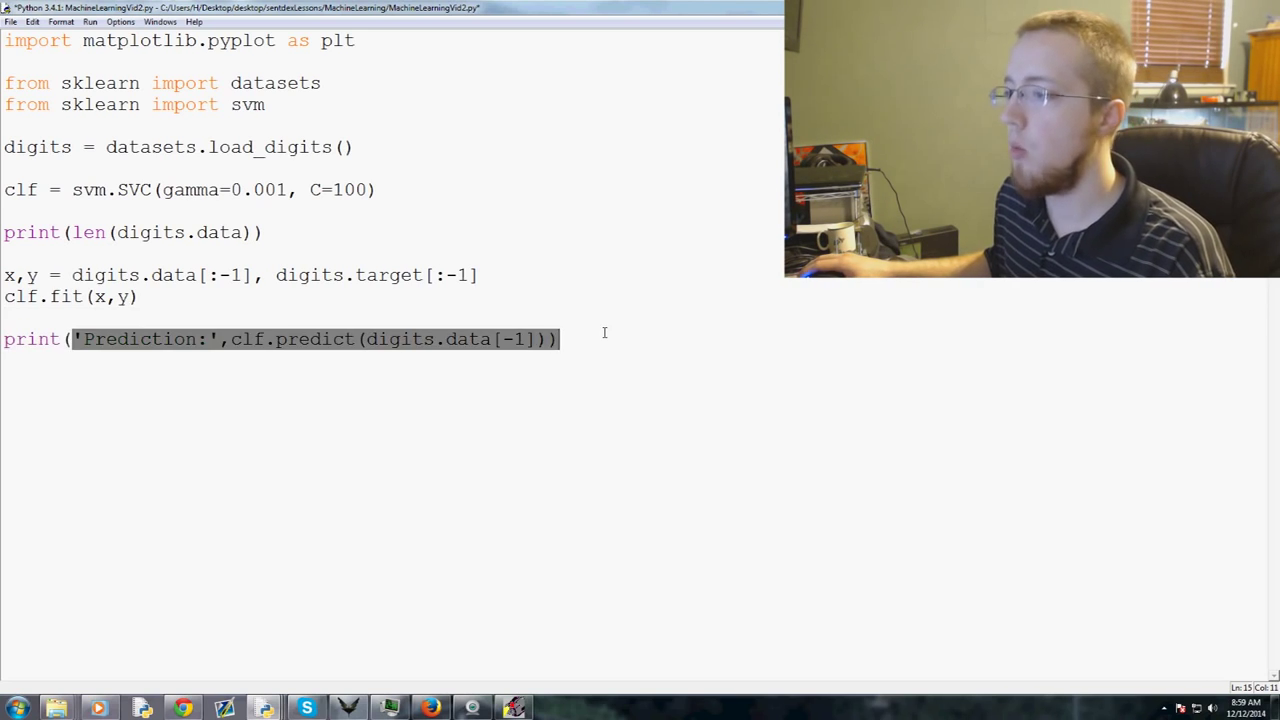 *Python 3.4.1: MachineLearningVid2.py - C:/Users/H/Desktop/desktop/sentdexLessons/MachineLearning/MachineLearningVid2.py*
File Edit Format Run Options Windows Help
import matplotlib.pyplot as plt
from sklearn import datasets
from sklearn import svm
digits = datasets.load_digits()
clf = svm.SVC(gamma=0.001, C=100)
print(len(digits.data))
x,y = digits.data[:-1], digits.target[:-1]
clf.fit(x,y)
print('Prediction:',clf.predict(digits.data[-1]))
Ln: 15 Col: 11
8:59 AM
12/12/2014